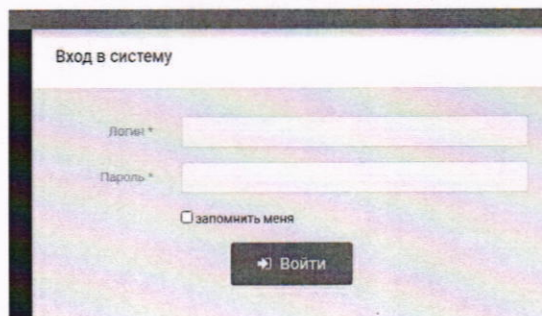 Вход в систему
Логин *
Пароль *
запомнить меня
Войти